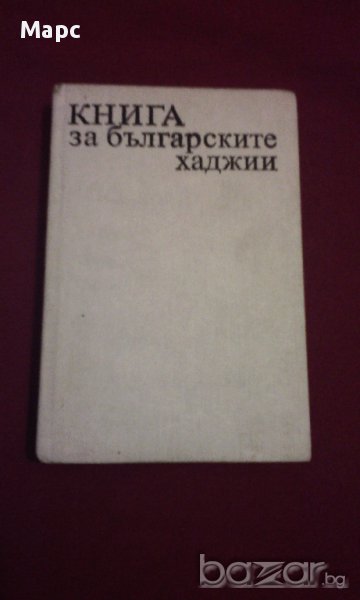 Марс
КНИГА
за българските
хаджии
bazar.bg